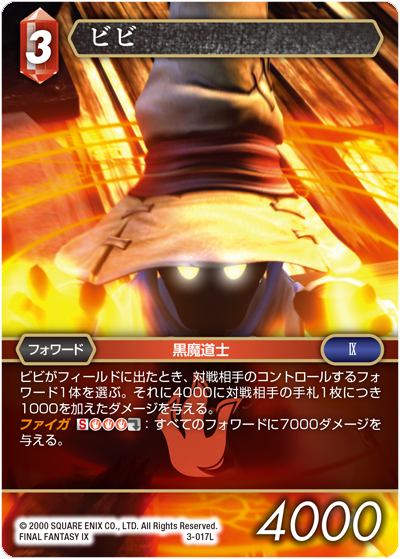 3
ビビ
フォワード
黒魔道士
Ⅸ
ビビがフィールドに出たとき、対戦相手のコントロールするフォ
ワード1体を選ぶ。それに4000に対戦相手の手札1枚につき
1000を加えたダメージを与える。
ファイガ S:すべてのフォワードに7000ダメージを
与える。
© 2000 SQUARE ENIX CO., LTD. All Rights Reserved.
FINAL FANTASY IX
3-017L
4000